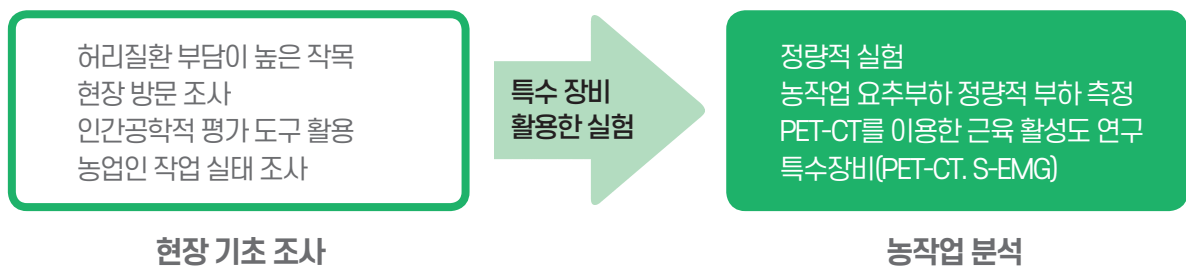 허리질환 부담이 높은 작목
현장 방문 조사
인간공학적 평가 도구 활용
농업인 작업 실태 조사
특수 장비
활용한 실험
정량적 실험
농작업 요추부하 정량적 부하 측정
PET-CT를 이용한 근육 활성도 연구
특수장비(PET-CT. S-EMG)
현장 기초 조사
농작업 분석